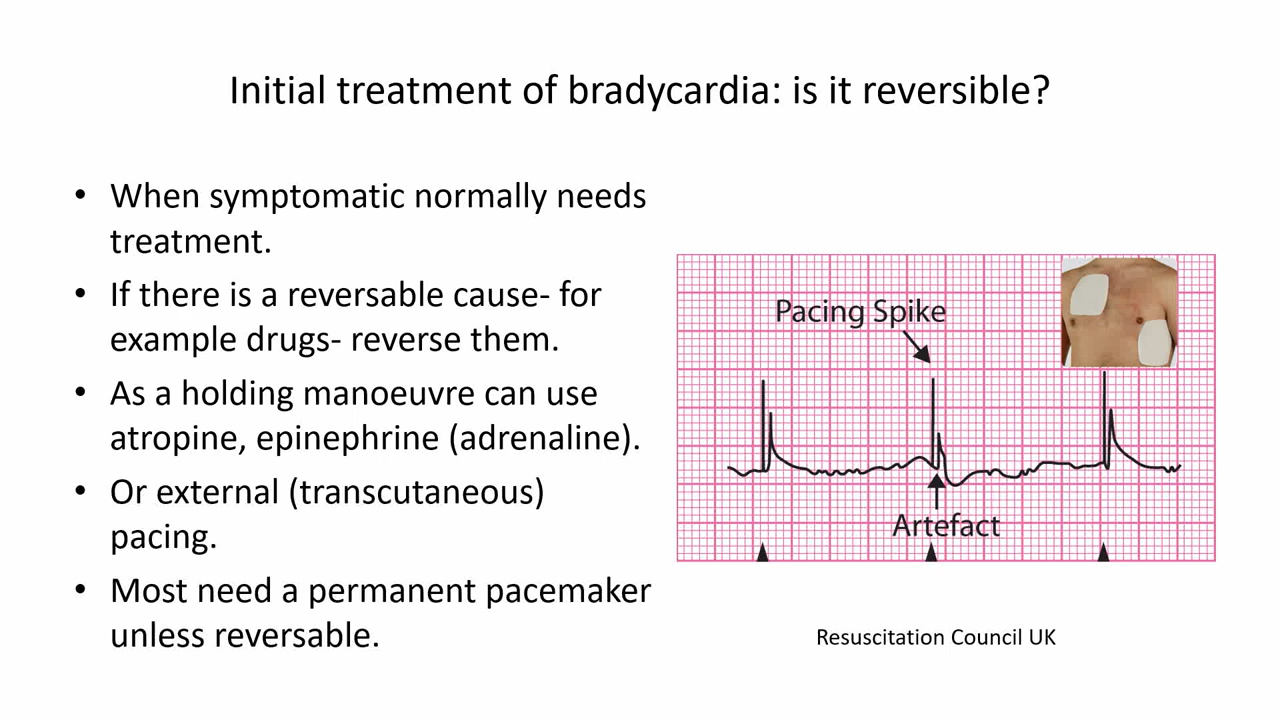 Initial treatment of bradycardia: is it reversible?
• When symptomatic normally needs
treatment.
• If there is a reversable cause- for
example drugs- reverse them.
• As a holding manoeuvre can use
atropine, epinephrine (adrenaline).
• Or external (transcutaneous)
pacing.
• Most need a permanent pacemaker
unless reversable.
Pacing Spike
Artefact
Resuscitation Council UK